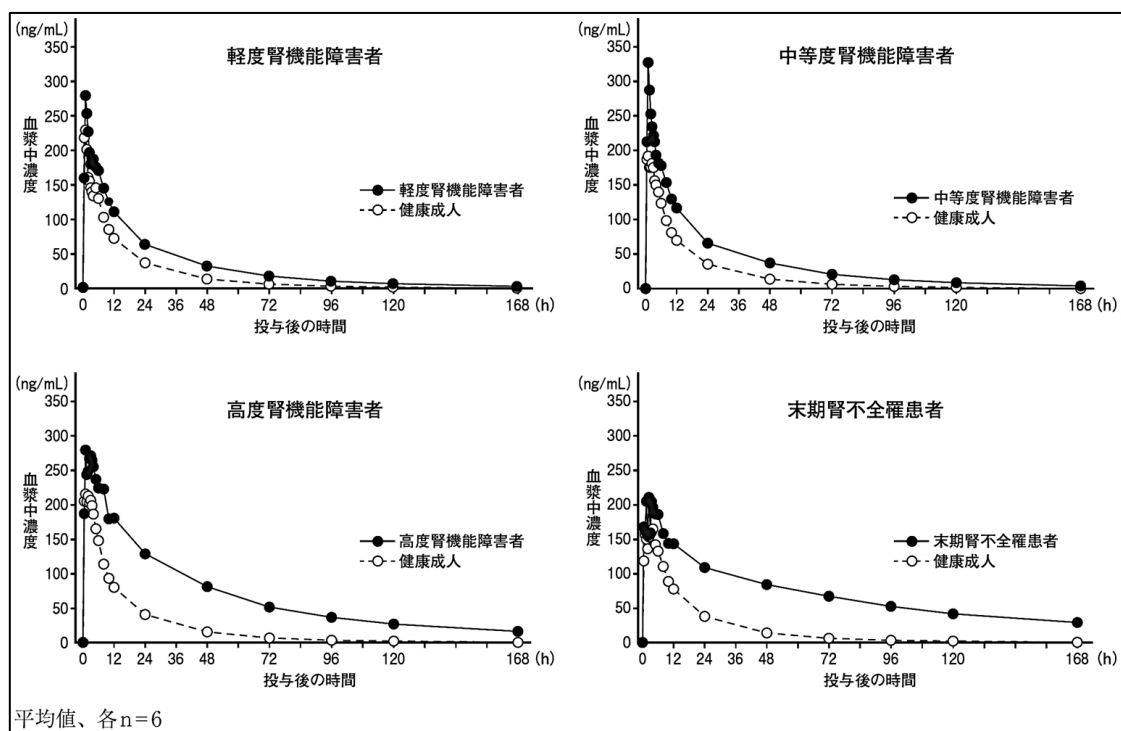 (ng/mL)
軽度腎機能障害者
350
300
250
200
150
100
50
0
血漿中濃度
軽度腎機能障害者
健康成人
0 12 24 36 48 72 96 120 168 (h)
投与後の時間
(ng/mL)
中等度腎機能障害者
350
300
250
200
150
100
50
0
血漿中濃度
中等度腎機能障害者
健康成人
0 12 24 36 48 72 96 120 168 (h)
投与後の時間
(ng/mL)
高度腎機能障害者
350
300
250
200
150
100
50
0
血漿中濃度
高度腎機能障害者
健康成人
0 12 24 36 48 72 96 120 168 (h)
投与後の時間
(ng/mL)
末期腎不全罹患者
350
300
250
200
150
100
50
0
血漿中濃度
末期腎不全罹患者
健康成人
0 12 24 36 48 72 96 120 168 (h)
投与後の時間
平均値、各n=6